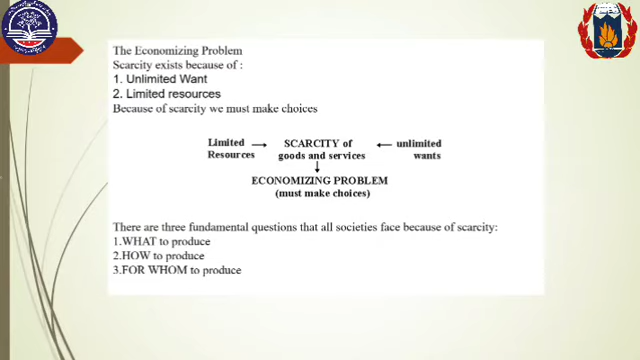 The Economizing Problem
Scarcity exists because of :
1. Unlimited Want
2. Limited resources
Because of scarcity we must make choices
Limited Resources
SCARCITY of goods and services
unlimited wants
ECONOMIZING PROBLEM
(must make choices)
There are three fundamental questions that all societies face because of scarcity:
1.WHAT to produce
2.HOW to produce
3.FOR WHOM to produce